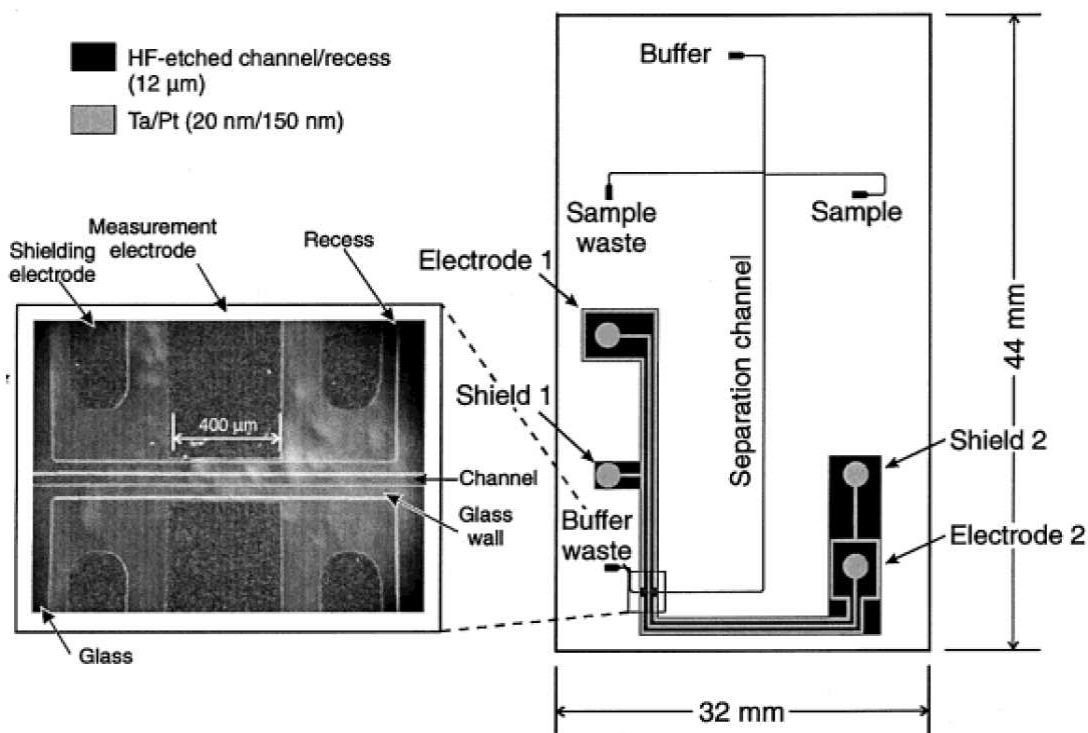 HF-etched channel/recess
(12 µm)
Ta/Pt (20 nm/150 nm)
Buffer
Sample
waste
Sample
Measurement
electrode
Shielding
electrode
Recess
Electrode 1
Separation channel
44 mm
400 µm
Shield 1
Shield 2
Channel
Glass
wall
Buffer
waste
Electrode 2
Glass
32 mm